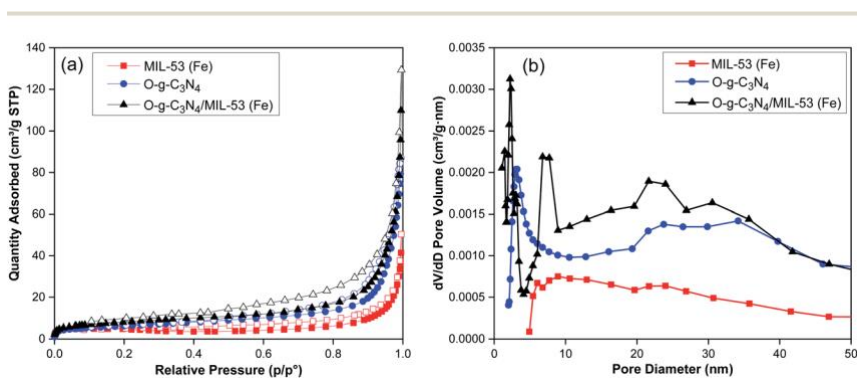 (a)
MIL-53 (Fe)
O-g-C₃N₄
O-g-C₃N₄/MIL-53 (Fe)
Quantity Adsorbed (cm³/g STP)
140
120
100
80
60
40
20
0
0.0 0.2 0.4 0.6 0.8 1.0
Relative Pressure (p/p°)
(b)
MIL-53 (Fe)
O-g-C₃N₄
O-g-C₃N₄/MIL-53 (Fe)
dV/dD Pore Volume (cm³/g·nm)
0.0035
0.0030
0.0025
0.0020
0.0015
0.0010
0.0005
0.0000
0 10 20 30 40 50
Pore Diameter (nm)